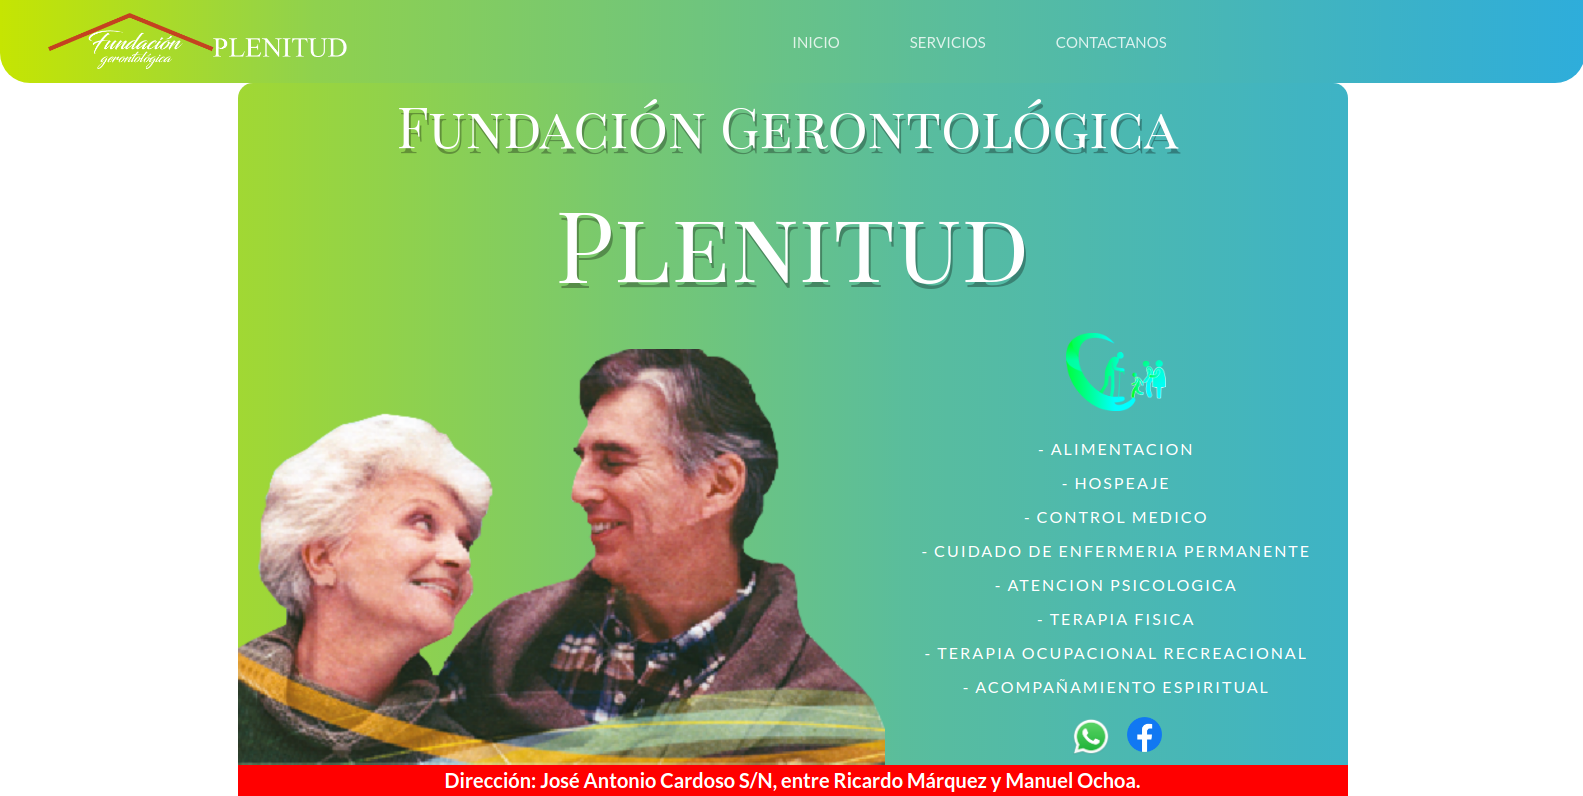 Fundación
gerontológica
PLENITUD
INICIO
SERVICIOS
CONTACTANOS
Fundación Gerontológica
Plenitud
- ALIMENTACION
- HOSPEAJE
- CONTROL MEDICO
- CUIDADO DE ENFERMERIA PERMANENTE
- ATENCION PSICOLOGICA
- TERAPIA FISICA
- TERAPIA OCUPACIONAL RECREACIONAL
- ACOMPAÑAMIENTO ESPIRITUAL
Dirección: José Antonio Cardoso S/N, entre Ricardo Márquez y Manuel Ochoa.